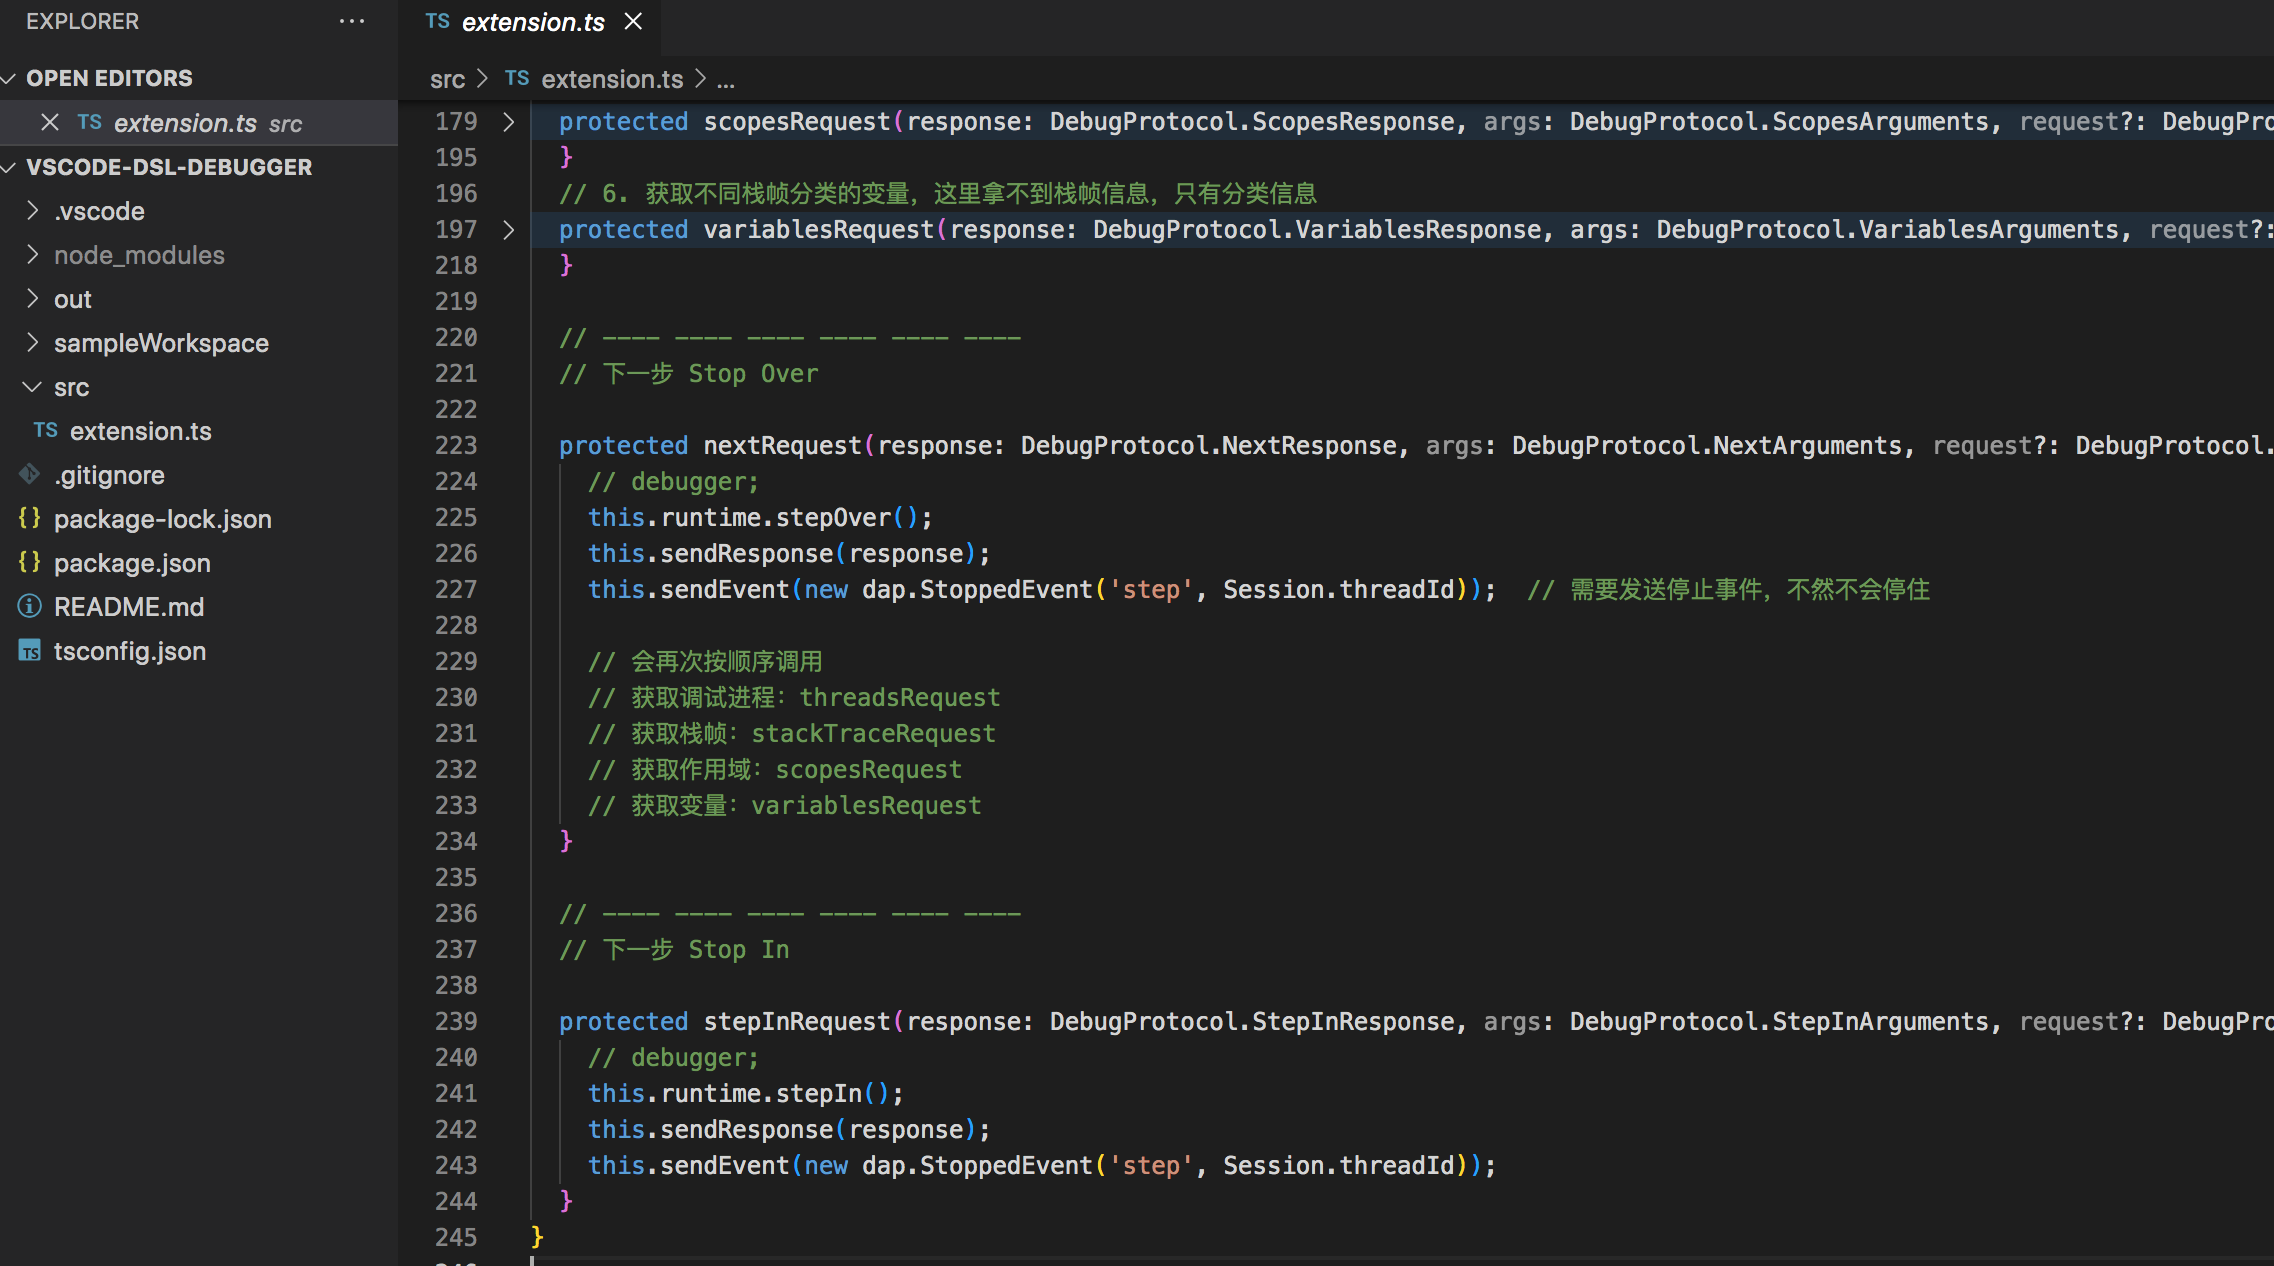 EXPLORER
OPEN EDITORS
TS extension.ts src
VSCODE-DSL-DEBUGGER
.vscode
node_modules
out
sampleWorkspace
src
TS extension.ts
.gitignore
{} package-lock.json
{} package.json
README.md
TS tsconfig.json
TS extension.ts
src > TS extension.ts > ...
179 protected scopesRequest(response: DebugProtocol.ScopesResponse, args: DebugProtocol.ScopesArguments, request?: DebugPro
195 }
196 // 6. 获取不同栈帧分类的变量，这里拿不到栈帧信息，只有分类信息
197 protected variablesRequest(response: DebugProtocol.VariablesResponse, args: DebugProtocol.VariablesArguments, request?:
218 }
219
220 // ---- ---- ---- ---- ---- ----
221 // 下一步 Stop Over
222
223 protected nextRequest(response: DebugProtocol.NextResponse, args: DebugProtocol.NextArguments, request?: DebugProtocol.
224 // debugger;
225 this.runtime.stepOver();
226 this.sendResponse(response);
227 this.sendEvent(new dap.StoppedEvent('step', Session.threadId)); // 需要发送停止事件，不然不会停住
228
229 // 会再次按顺序调用
230 // 获取调试进程：threadsRequest
231 // 获取栈帧：stackTraceRequest
232 // 获取作用域：scopesRequest
233 // 获取变量：variablesRequest
234 }
235
236 // ---- ---- ---- ---- ---- ----
237 // 下一步 Stop In
238
239 protected stepInRequest(response: DebugProtocol.StepInResponse, args: DebugProtocol.StepInArguments, request?: DebugPro
240 // debugger;
241 this.runtime.stepIn();
242 this.sendResponse(response);
243 this.sendEvent(new dap.StoppedEvent('step', Session.threadId));
244 }
245 }